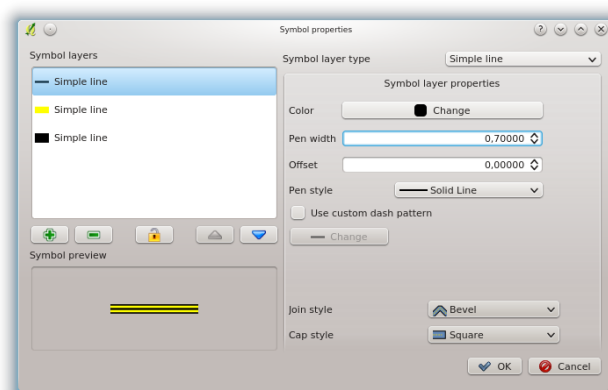 Symbol properties
Symbol layers
Simple line
Simple line
Simple line
Symbol preview
Symbol layer type
Simple line
Symbol layer properties
Color
Change
Pen width
0,70000
Offset
0,00000
Pen style
Solid Line
Use custom dash pattern
Change
Join style
Bevel
Cap style
Square
OK
Cancel